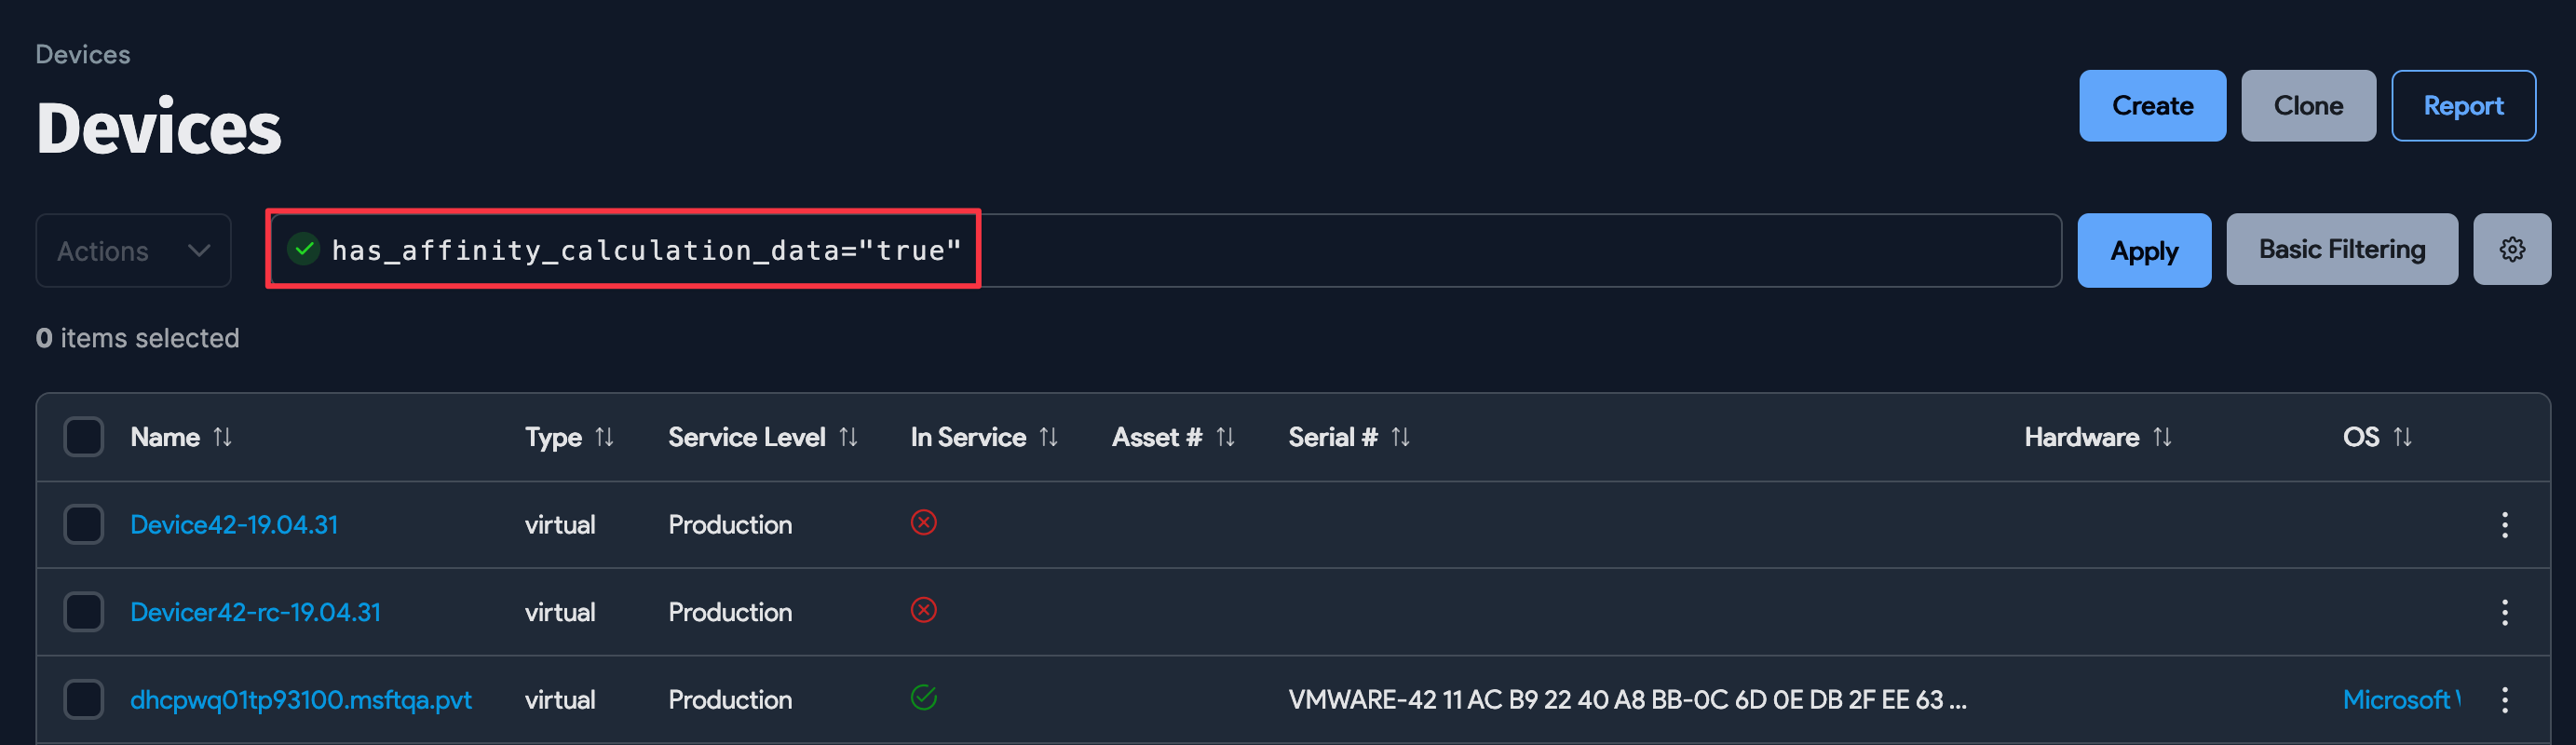 Devices
Devices
Create Clone Report
Actions has_affinity_calculation_data="true" Apply Basic Filtering
0 items selected
Name Type Service Level In Service Asset # Serial # Hardware OS
Device42-19.04.31 virtual Production
Devicer42-rc-19.04.31 virtual Production
dhcpwq01tp93100.msftqa.pvt virtual Production VMWARE-42 11 AC B9 22 40 A8 BB-0C 6D 0E DB 2F EE 63 ... Microsoft